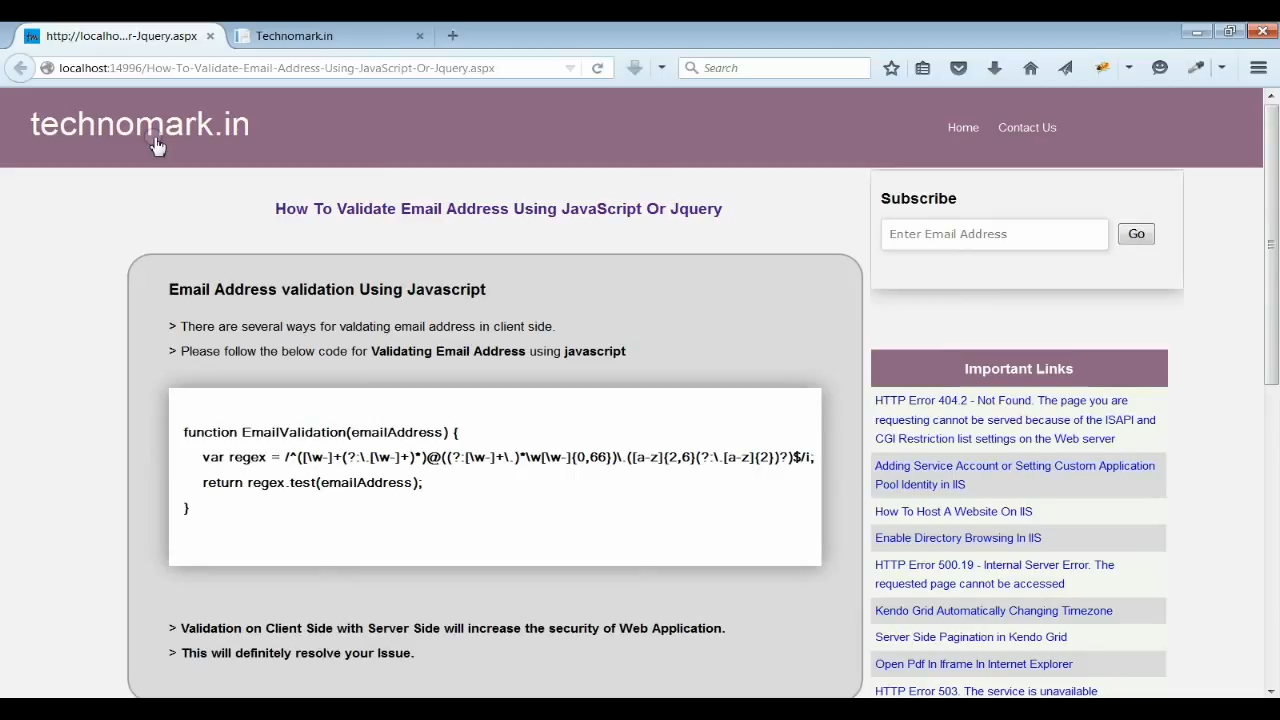 http://localho...r-Jquery.aspx
Technomark.in
localhost:14996/How-To-Validate-Email-Address-Using-JavaScript-Or-Jquery.aspx
Search
technomark.in
Home
Contact Us
How To Validate Email Address Using JavaScript Or Jquery
Subscribe
Enter Email Address
Go
Email Address validation Using Javascript
> There are several ways for valdating email address in client side.
> Please follow the below code for Validating Email Address using javascript
function EmailValidation(emailAddress) {
var regex = /^([\w-]+(?:\.[\w-]+)*)@((?:[\w-]+\.)*\w[\w-]{0,66})\.([a-z]{2,6}(?:\.[a-z]{2})?)$/i;
return regex.test(emailAddress);
}
> Validation on Client Side with Server Side will increase the security of Web Application.
> This will definitely resolve your Issue.
Important Links
HTTP Error 404.2 - Not Found. The page you are
requesting cannot be served because of the ISAPI and
CGI Restriction list settings on the Web server
Adding Service Account or Setting Custom Application
Pool Identity in IIS
How To Host A Website On IIS
Enable Directory Browsing In IIS
HTTP Error 500.19 - Internal Server Error. The
requested page cannot be accessed
Kendo Grid Automatically Changing Timezone
Server Side Pagination in Kendo Grid
Open Pdf In Iframe In Internet Explorer
HTTP Error 503. The service is unavailable